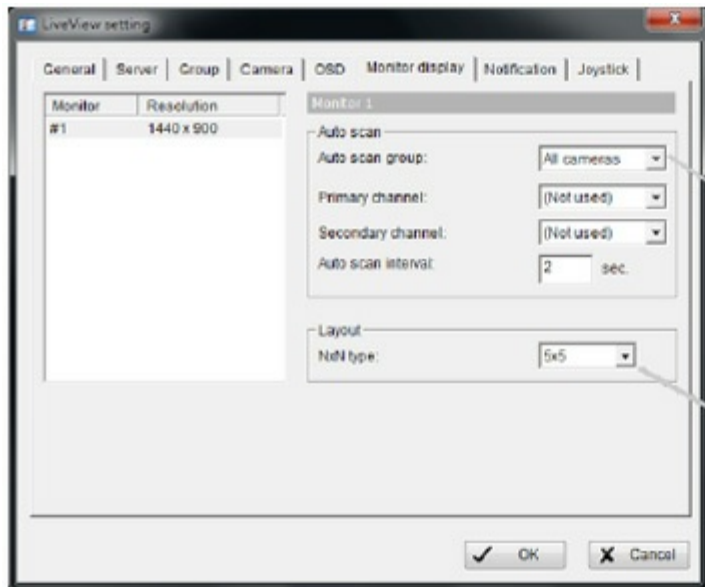 LiveView setting
General Server Group Camera OSD Monitor display Notification Joystick
Monitor Resolution
#1 1440 x 900
Monitor 1
Auto scan
Auto scan group: All cameras
Primary channel: (Not used)
Secondary channel: (Not used)
Auto scan interval: 2 sec.
Layout
NxN type: 5x5
OK Cancel